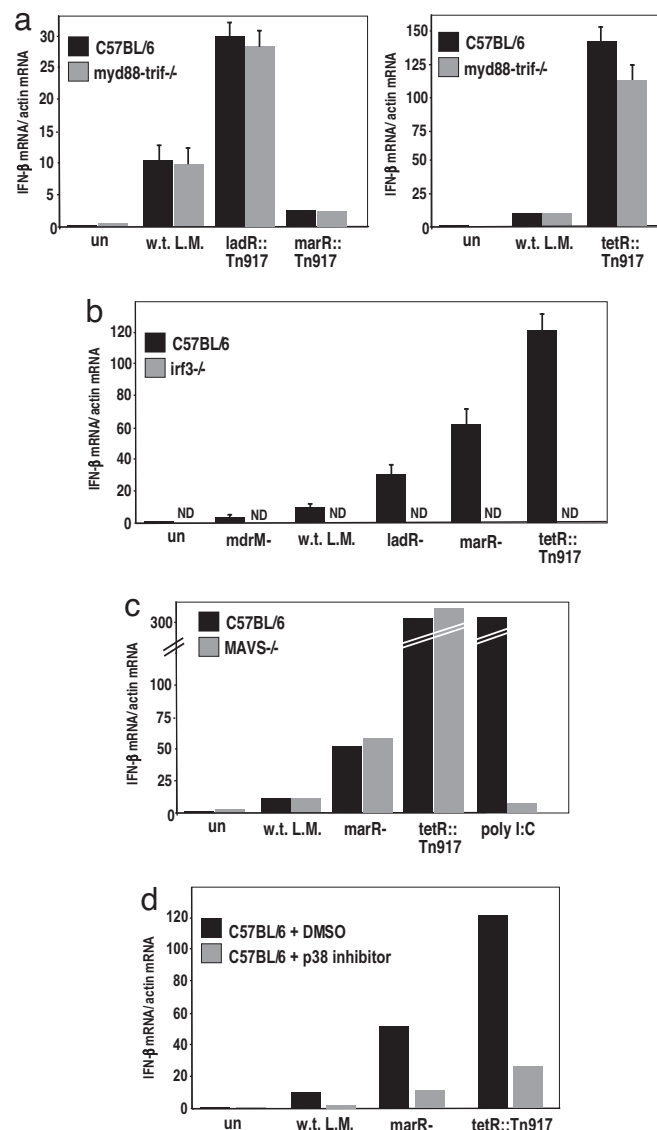 a
IFN-β mRNA/ actin mRNA
30
25
20
15
10
5
0
C57BL/6
myd88-trif-/-
un
w.t. L.M.
ladR::
Tn917
marR::
Tn917
IFN-β mRNA/actin mRNA
150
125
100
75
50
25
0
C57BL/6
myd88-trif-/-
un
w.t. L.M.
tetR::
Tn917
b
IFN-β mRNA/actin mRNA
120
100
80
60
40
20
0
C57BL/6
irf3-/-
ND
ND
ND
ND
ND
ND
un
mdrM-
w.t. L.M.
ladR-
marR-
tetR::
Tn917
c
IFN-β mRNA/actin mRNA
300
100
75
50
25
0
C57BL/6
MAVS-/-
un
w.t. L.M.
marR-
tetR::
Tn917
poly I:C
d
IFN-β mRNA/actin mRNA
120
100
80
60
40
20
0
C57BL/6 + DMSO
C57BL/6 + p38 inhibitor
un
w.t. L.M.
marR-
tetR::Tn917